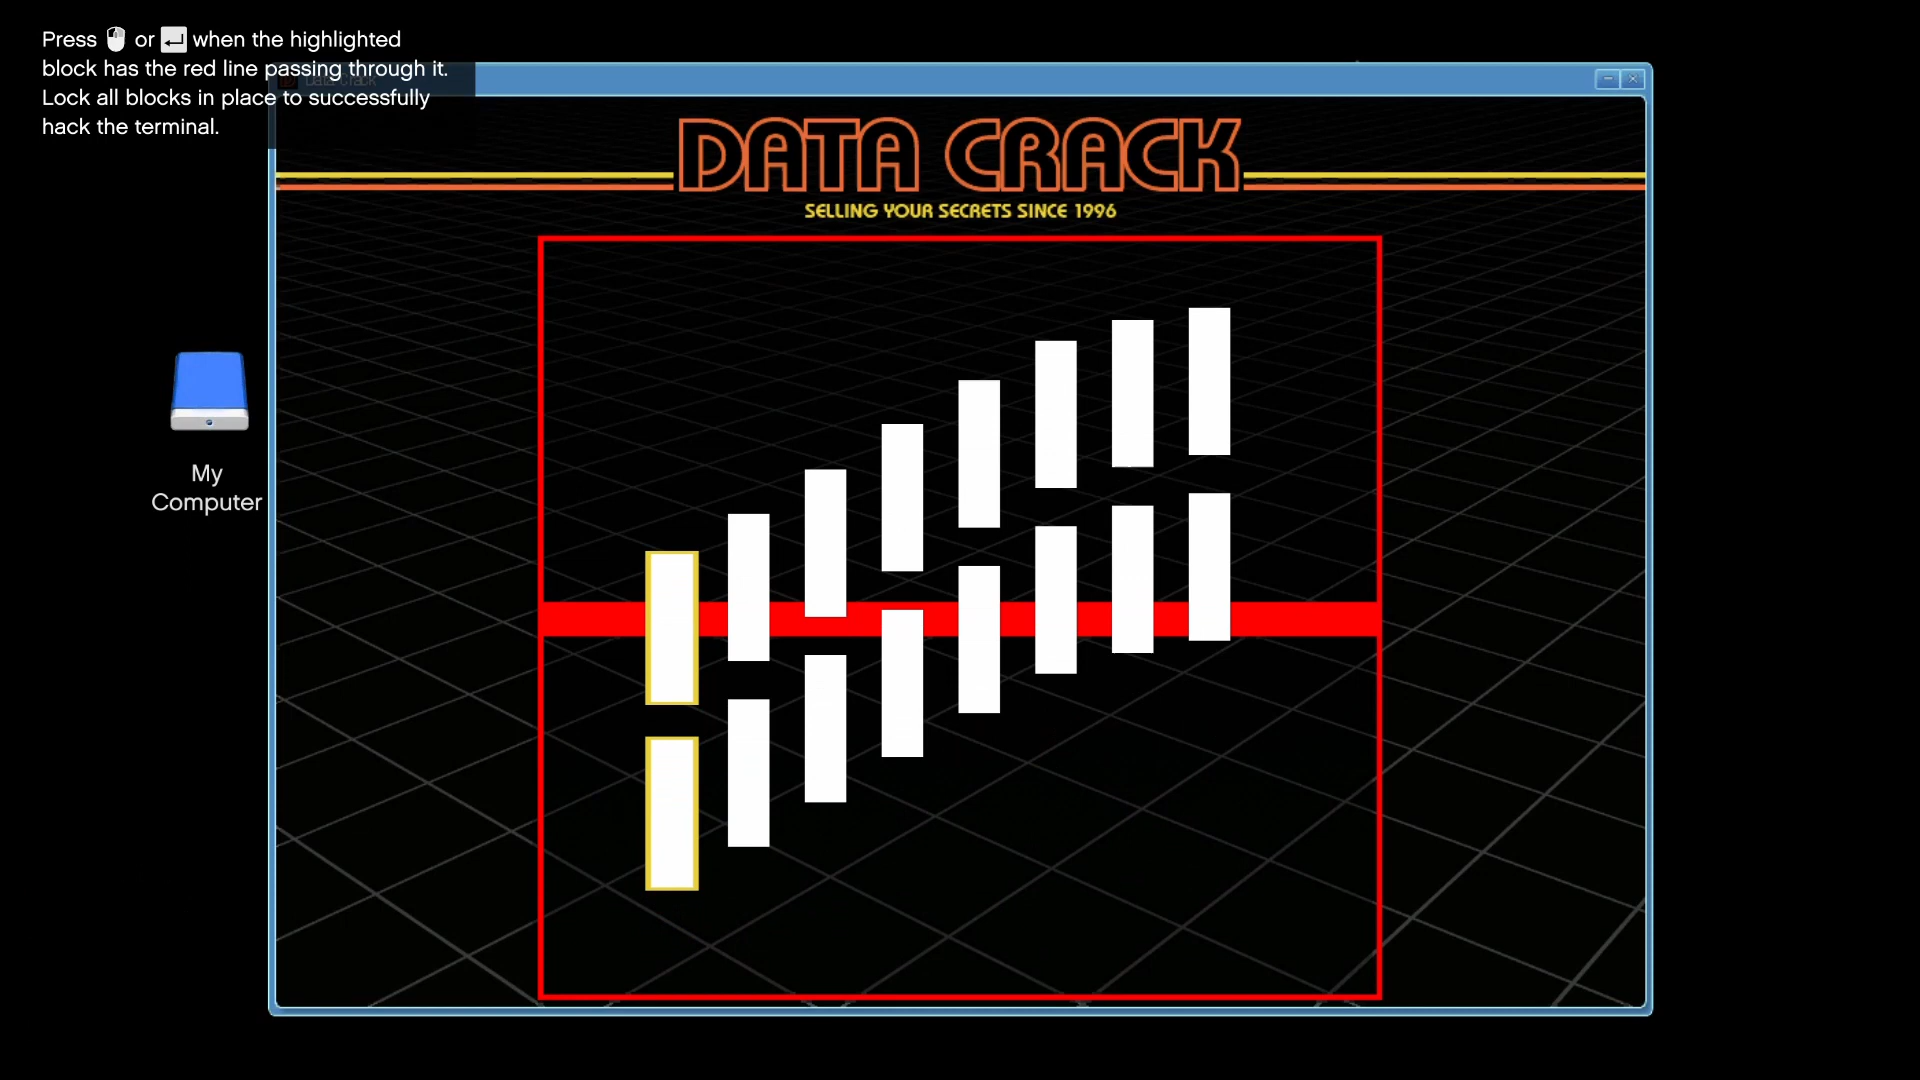 Press or when the highlighted
block has the red line passing through it.
Lock all blocks in place to successfully
hack the terminal.
DATA CRACK
SELLING YOUR SECRETS SINCE 1996
My
Computer